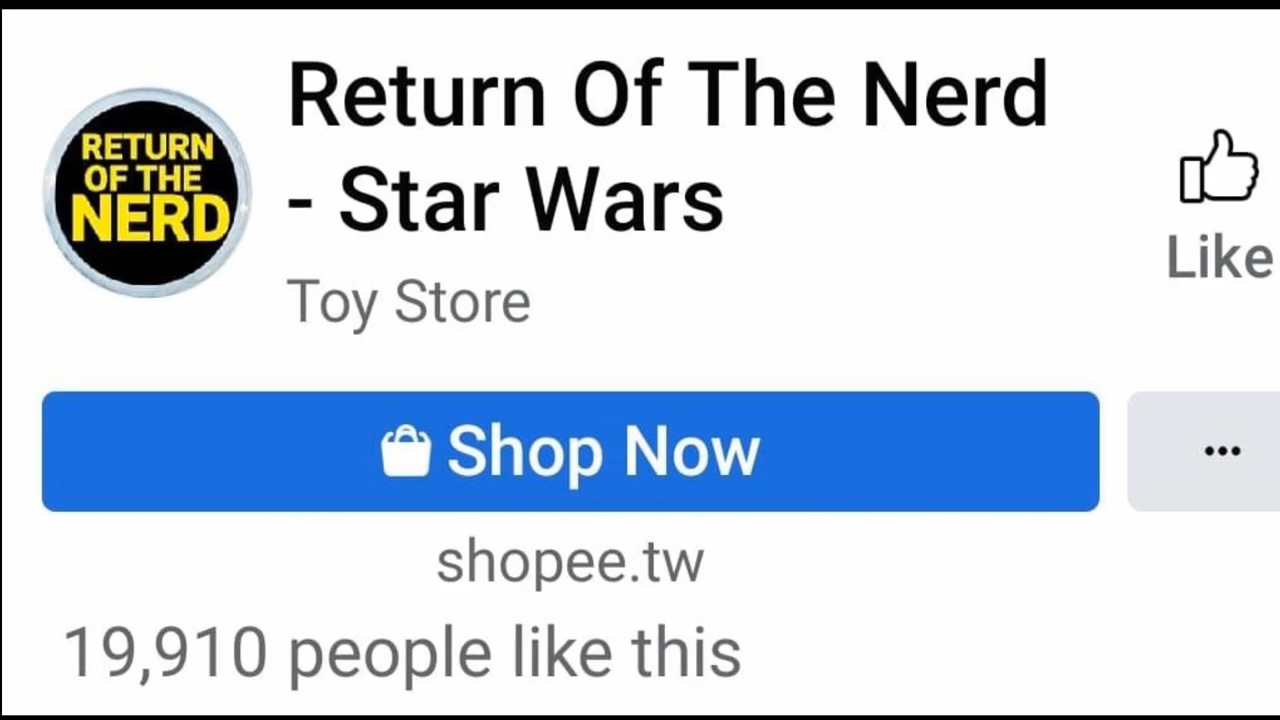 RETURN
OF THE
NERD
Return Of The Nerd
- Star Wars
Toy Store
Like
Shop Now
...
shopee.tw
19,910 people like this